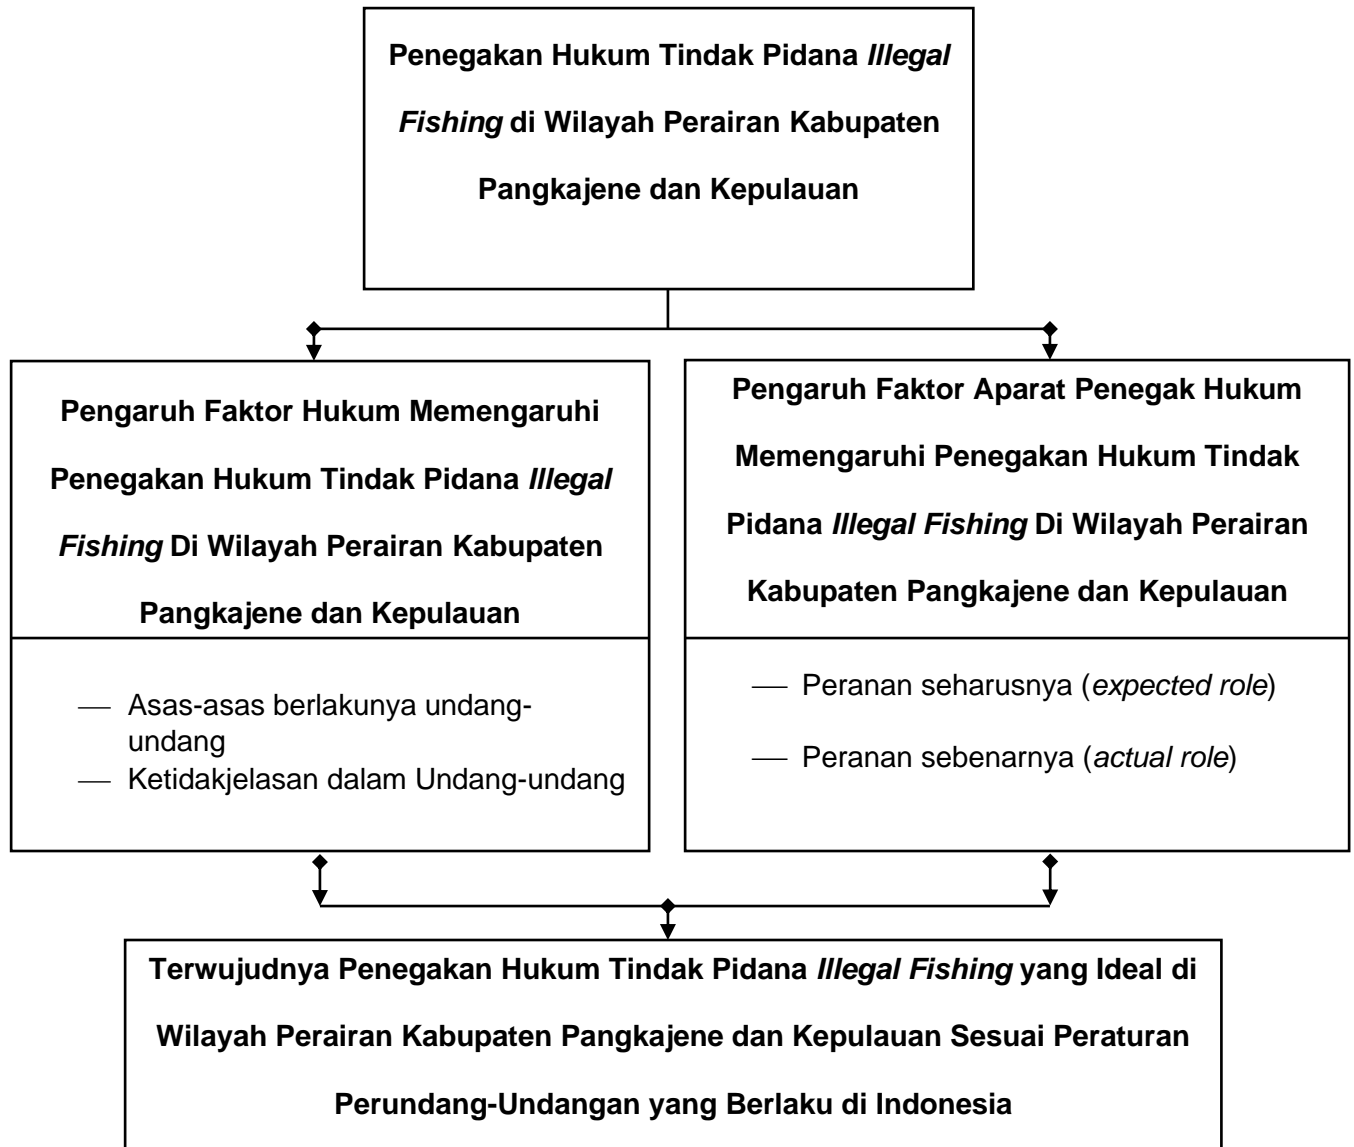 Penegakan Hukum Tindak Pidana Illegal
Fishing di Wilayah Perairan Kabupaten
Pangkajene dan Kepulauan
Pengaruh Faktor Hukum Memengaruhi
Penegakan Hukum Tindak Pidana Illegal
Fishing Di Wilayah Perairan Kabupaten
Pangkajene dan Kepulauan
— Asas-asas berlakunya undang-
undang
— Ketidakjelasan dalam Undang-undang
Pengaruh Faktor Aparat Penegak Hukum
Memengaruhi Penegakan Hukum Tindak
Pidana Illegal Fishing Di Wilayah Perairan
Kabupaten Pangkajene dan Kepulauan
— Peranan seharusnya (expected role)
— Peranan sebenarnya (actual role)
Terwujudnya Penegakan Hukum Tindak Pidana Illegal Fishing yang Ideal di
Wilayah Perairan Kabupaten Pangkajene dan Kepulauan Sesuai Peraturan
Perundang-Undangan yang Berlaku di Indonesia